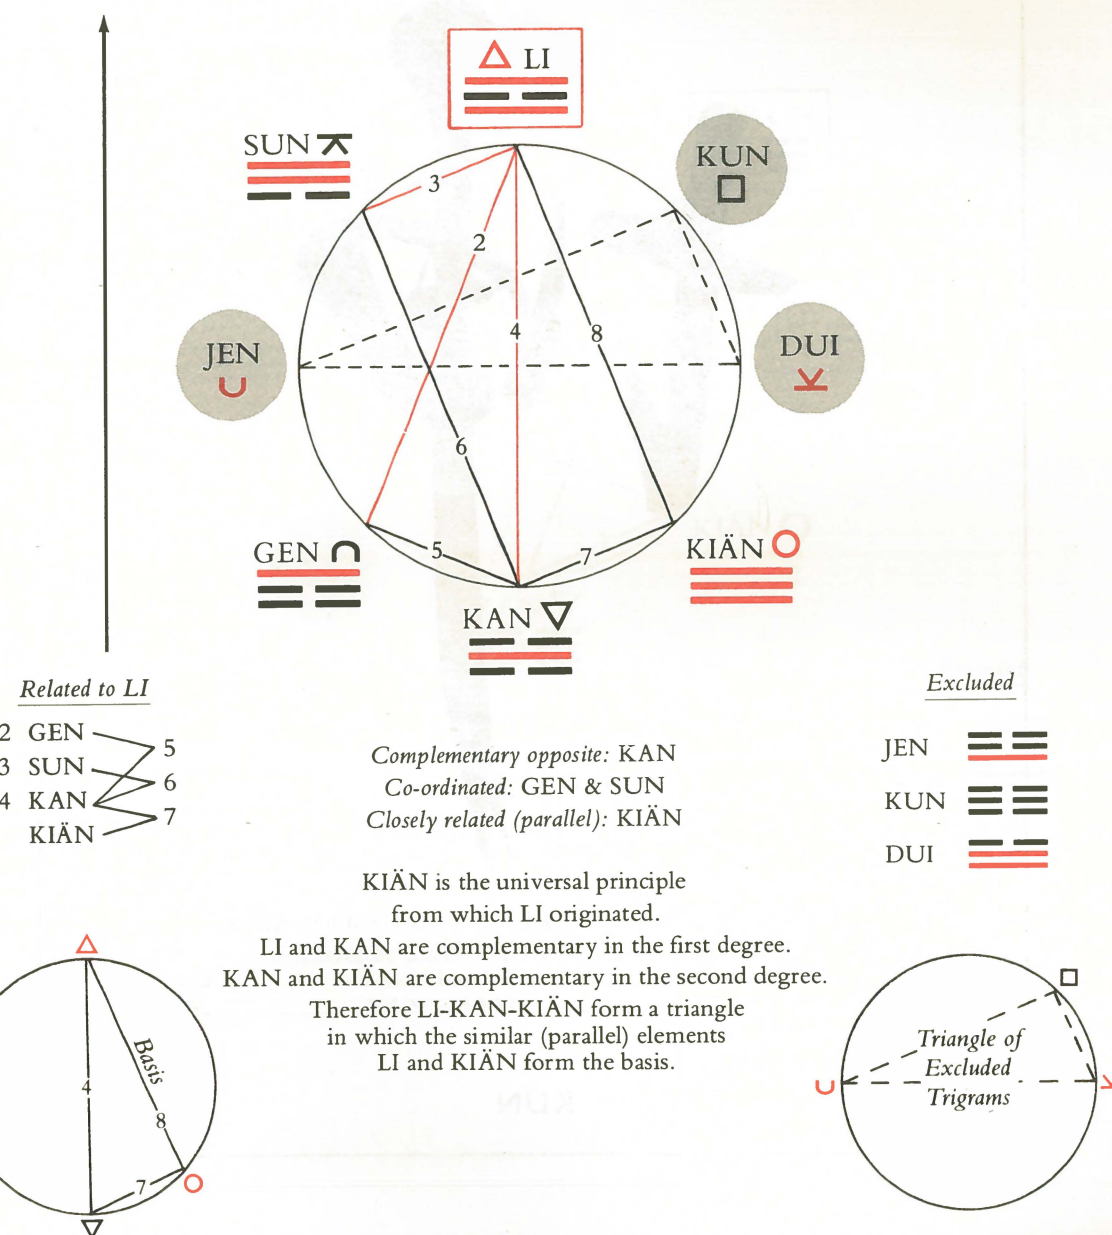 LI
SUN
KUN
3
2
4
8
JEN
DUI
6
GEN
5
7
KIÄN
KAN
Related to LI
2 GEN
3 SUN
4 KAN
KIÄN
5
6
7
Complementary opposite: KAN
Co-ordinated: GEN & SUN
Closely related (parallel): KIÄN
Excluded
JEN
KUN
DUI
KIÄN is the universal principle
from which LI originated.
LI and KAN are complementary in the first degree.
KAN and KIÄN are complementary in the second degree.
Therefore LI-KAN-KIÄN form a triangle
in which the similar (parallel) elements
LI and KIÄN form the basis.
Basis
4
8
7
Triangle of
Excluded
Trigrams